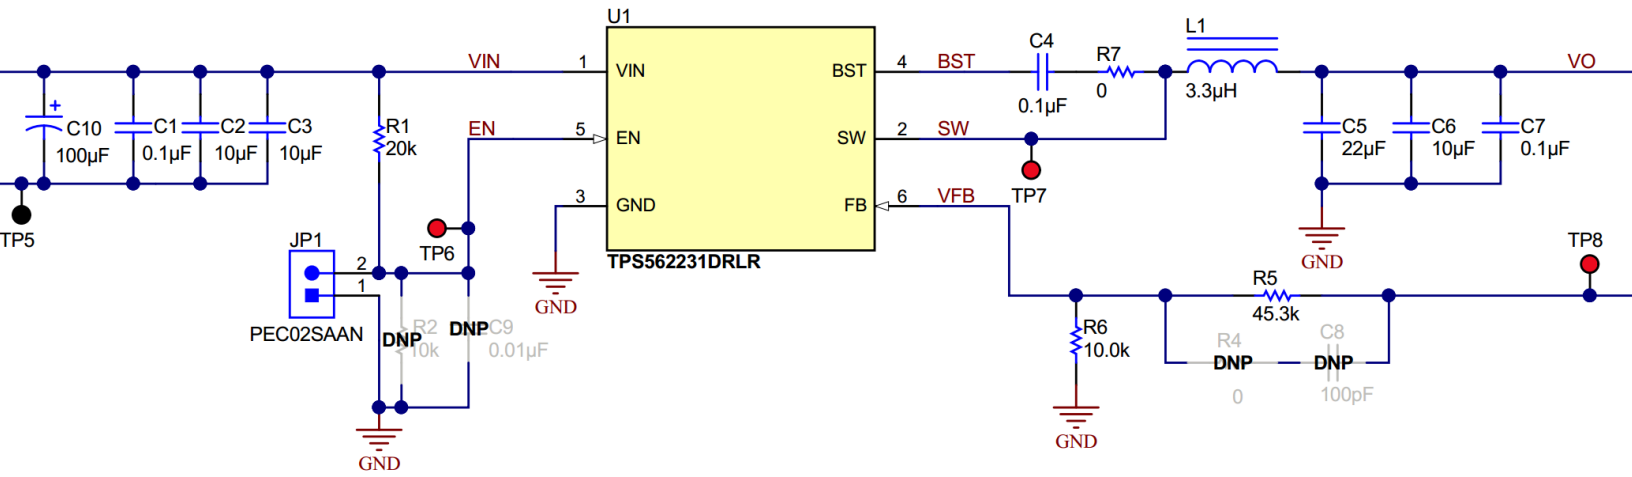 U1
L1
C4
R7
VIN
1
VIN
BST
4
BST
VO
0.1µF
0
3.3µH
+
C10
100µF
C1
0.1µF
C2
10µF
C3
10µF
R1
20k
EN
5
EN
SW
2
SW
C5
22µF
C6
10µF
C7
0.1µF
TP7
3
GND
FB
6
VFB
TP5
TP6
JP1
2
1
TPS562231DRLR
GND
GND
TP8
PEC02SAAN
DNP
R2
10k
DNP
C9
0.01µF
R5
45.3k
R6
10.0k
R4
DNP
0
C8
DNP
100pF
GND
GND